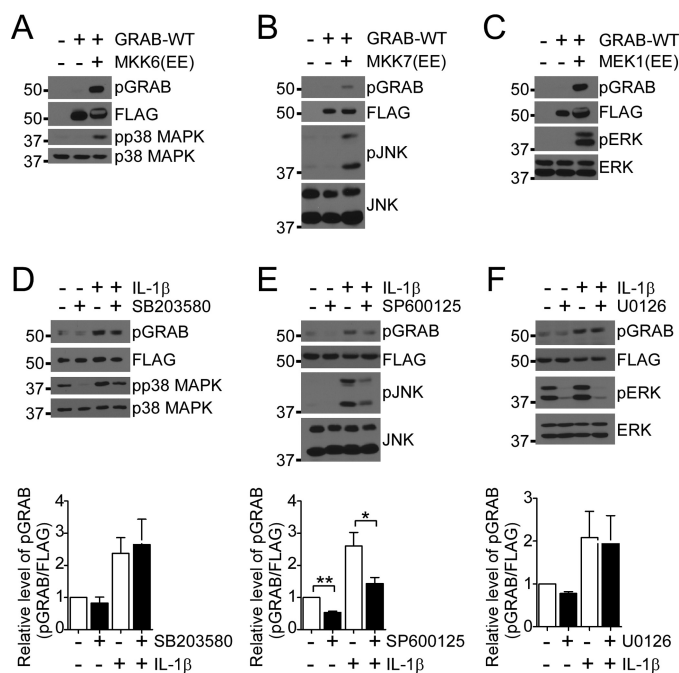 A
- + + GRAB-WT
- - + MKK6(EE)
50 pGRAB
50 FLAG
37 pp38 MAPK
37 p38 MAPK
B
- + + GRAB-WT
- - + MKK7(EE)
50 pGRAB
50 FLAG
37 pJNK
37 JNK
C
- + + GRAB-WT
- - + MEK1(EE)
50 pGRAB
50 FLAG
37 pERK
37 ERK
D
- - + + IL-1β
- + - + SB203580
50 pGRAB
50 FLAG
37 pp38 MAPK
37 p38 MAPK
Relative level of pGRAB
(pGRAB/FLAG)
4
3
2
1
0
- + - + SB203580
- - + + IL-1β
E
- - + + IL-1β
- + - + SP600125
50 pGRAB
50 FLAG
37 pJNK
37 JNK
Relative level of pGRAB
(pGRAB/FLAG)
4
3
2
1
0
**
*
- + - + SP600125
- - + + IL-1β
F
- - + + IL-1β
- + - + U0126
50 pGRAB
50 FLAG
37 pERK
37 ERK
Relative level of pGRAB
(pGRAB/FLAG)
3
2
1
0
- + - + U0126
- - + + IL-1β